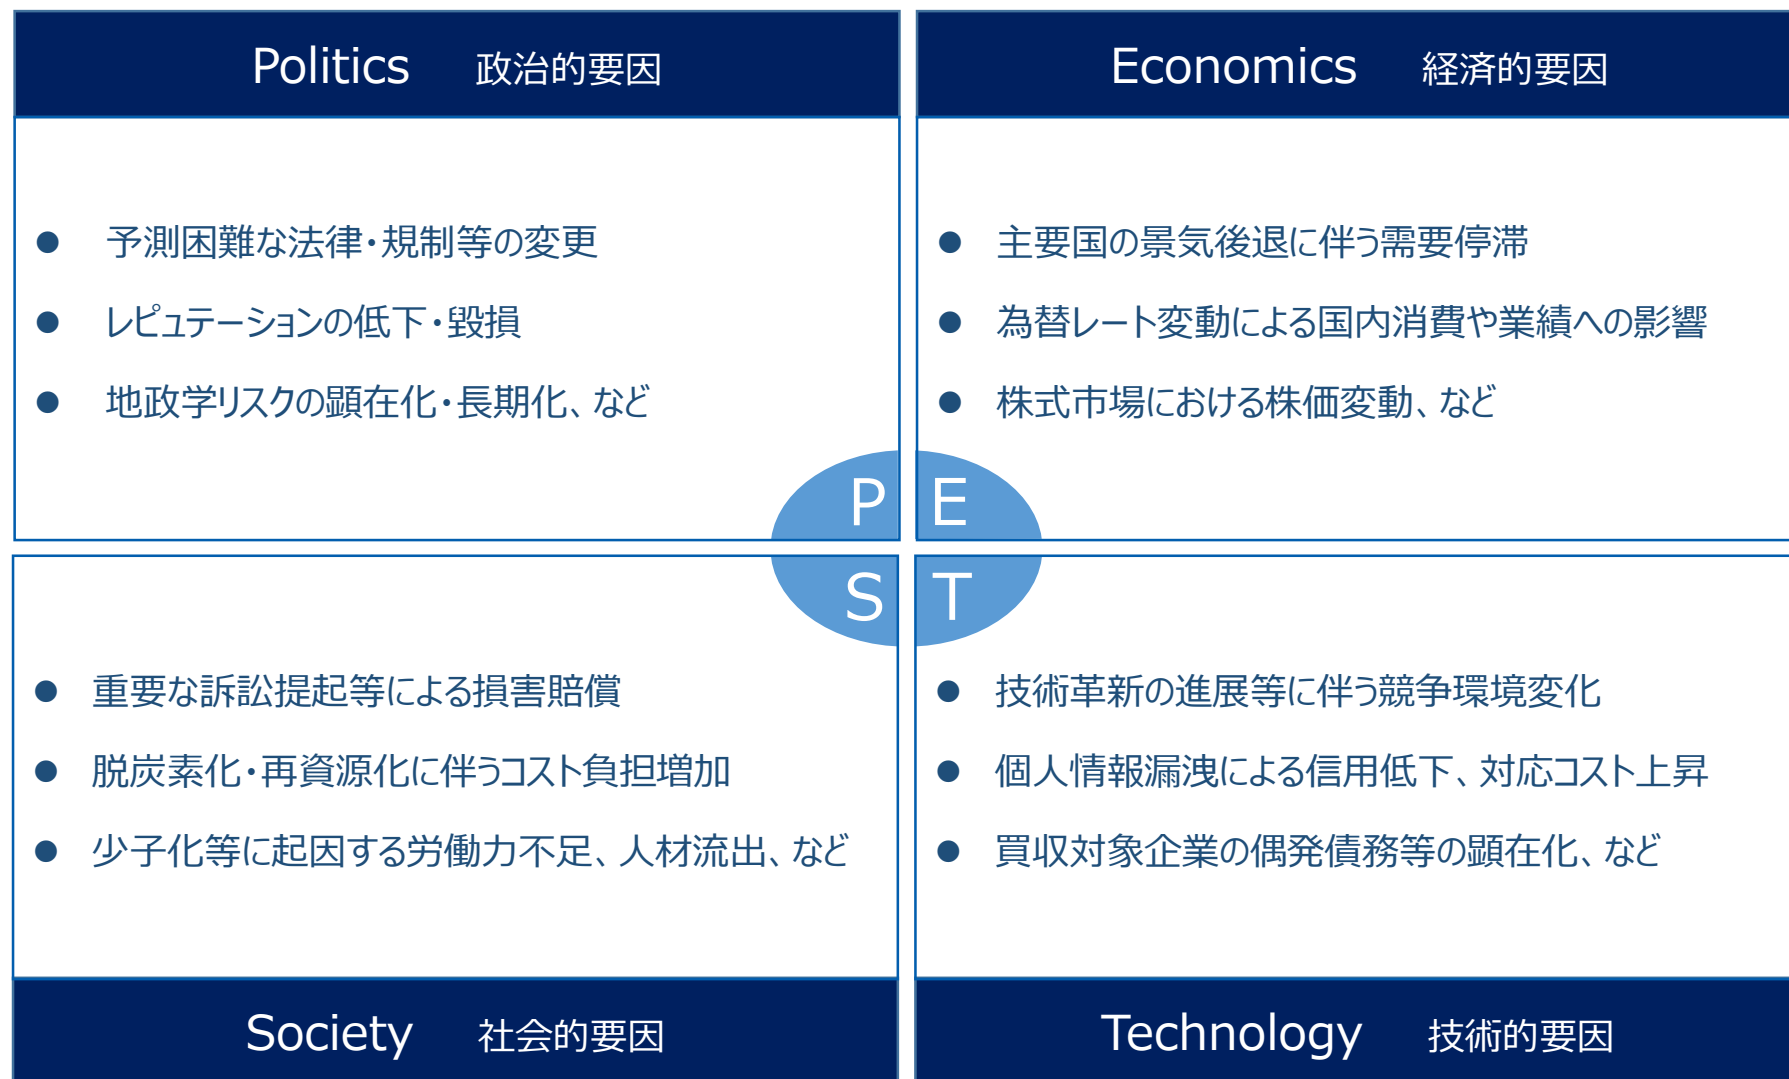 Politics 政治的要因
予測困難な法律・規制等の変更
レピュテーションの低下・毀損
地政学リスクの顕在化・長期化、など
Economics 経済的要因
主要国の景気後退に伴う需要停滞
為替レート変動による国内消費や業績への影響
株式市場における株価変動、など
P E
S T
重要な訴訟提起等による損害賠償
脱炭素化・再資源化に伴うコスト負担増加
少子化等に起因する労働力不足、人材流出、など
Society 社会的要因
技術革新の進展等に伴う競争環境変化
個人情報漏洩による信用低下、対応コスト上昇
買収対象企業の偶発債務等の顕在化、など
Technology 技術的要因